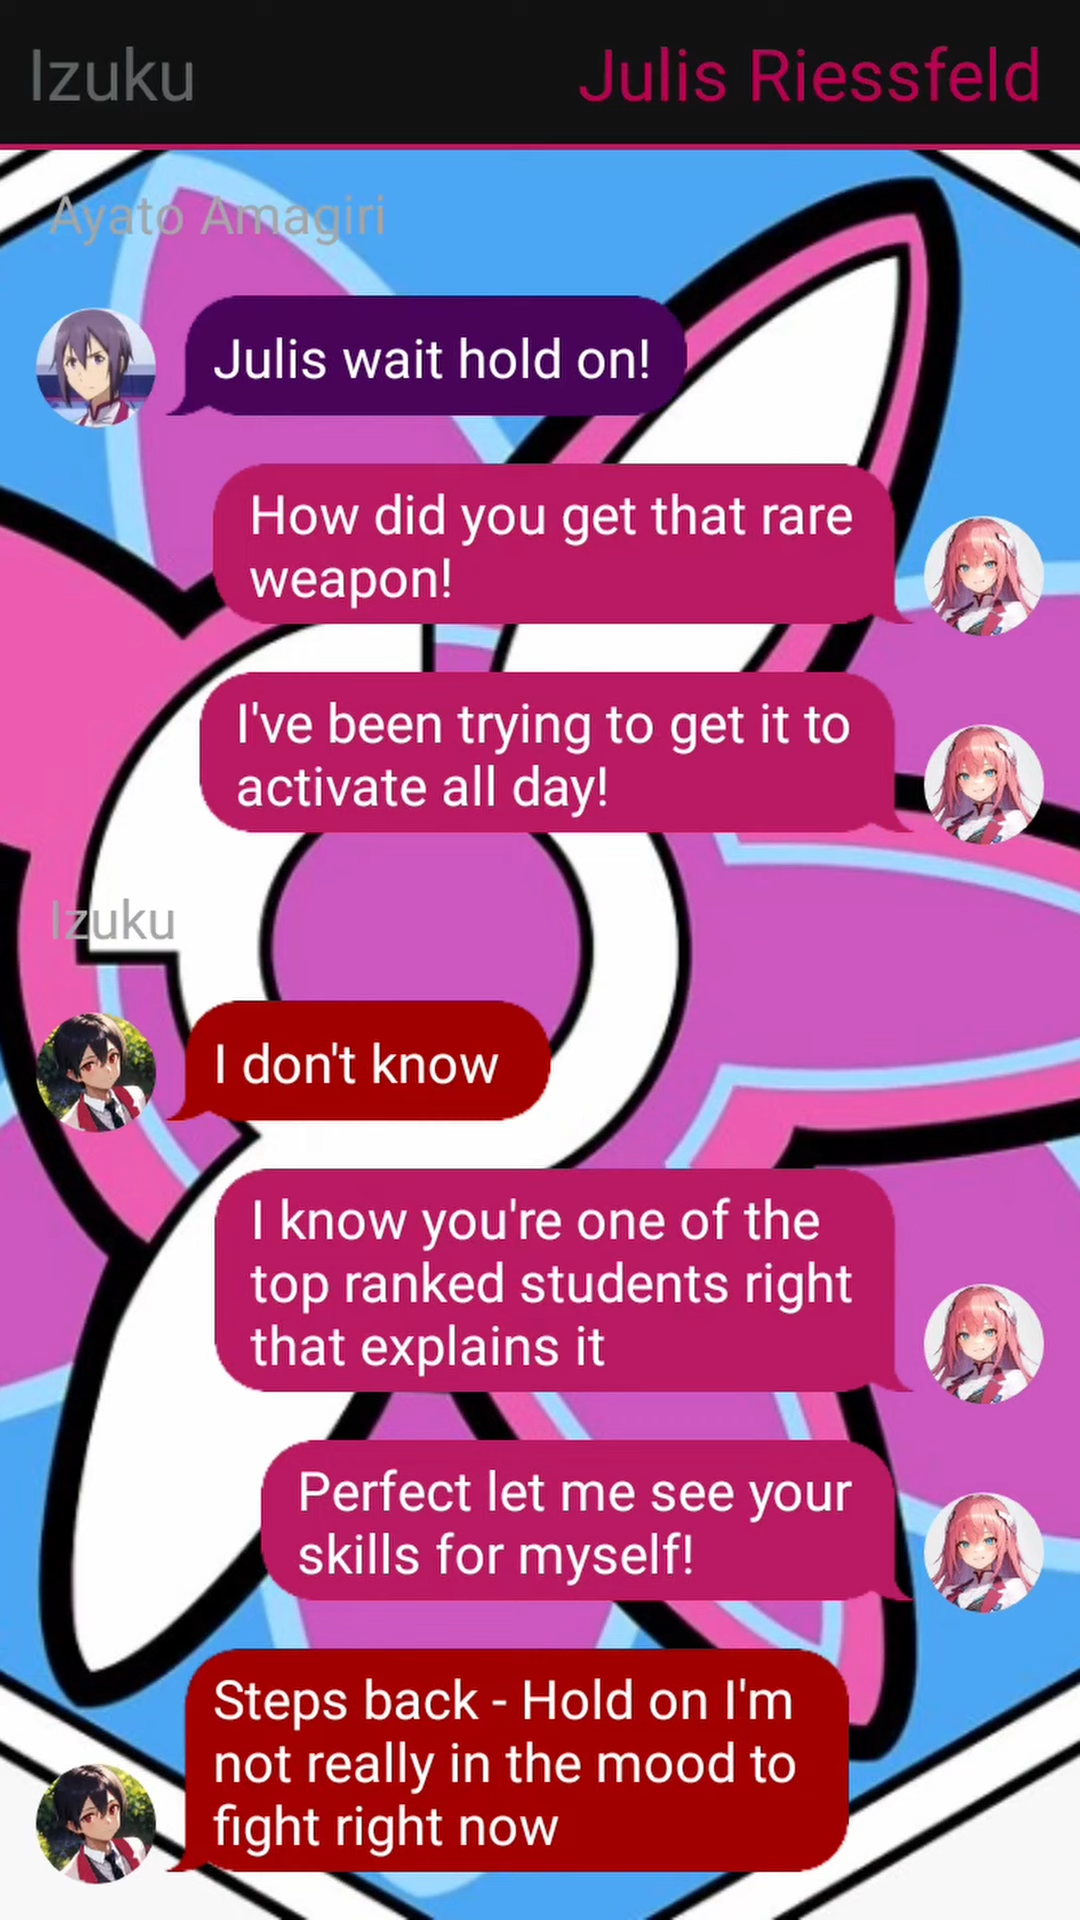 Izuku
Julis Riessfeld
Ayato Amagiri
Julis wait hold on!
How did you get that rare
weapon!
I've been trying to get it to
activate all day!
Izuku
I don't know
I know you're one of the
top ranked students right
that explains it
Perfect let me see your
skills for myself!
Steps back - Hold on I'm
not really in the mood to
fight right now